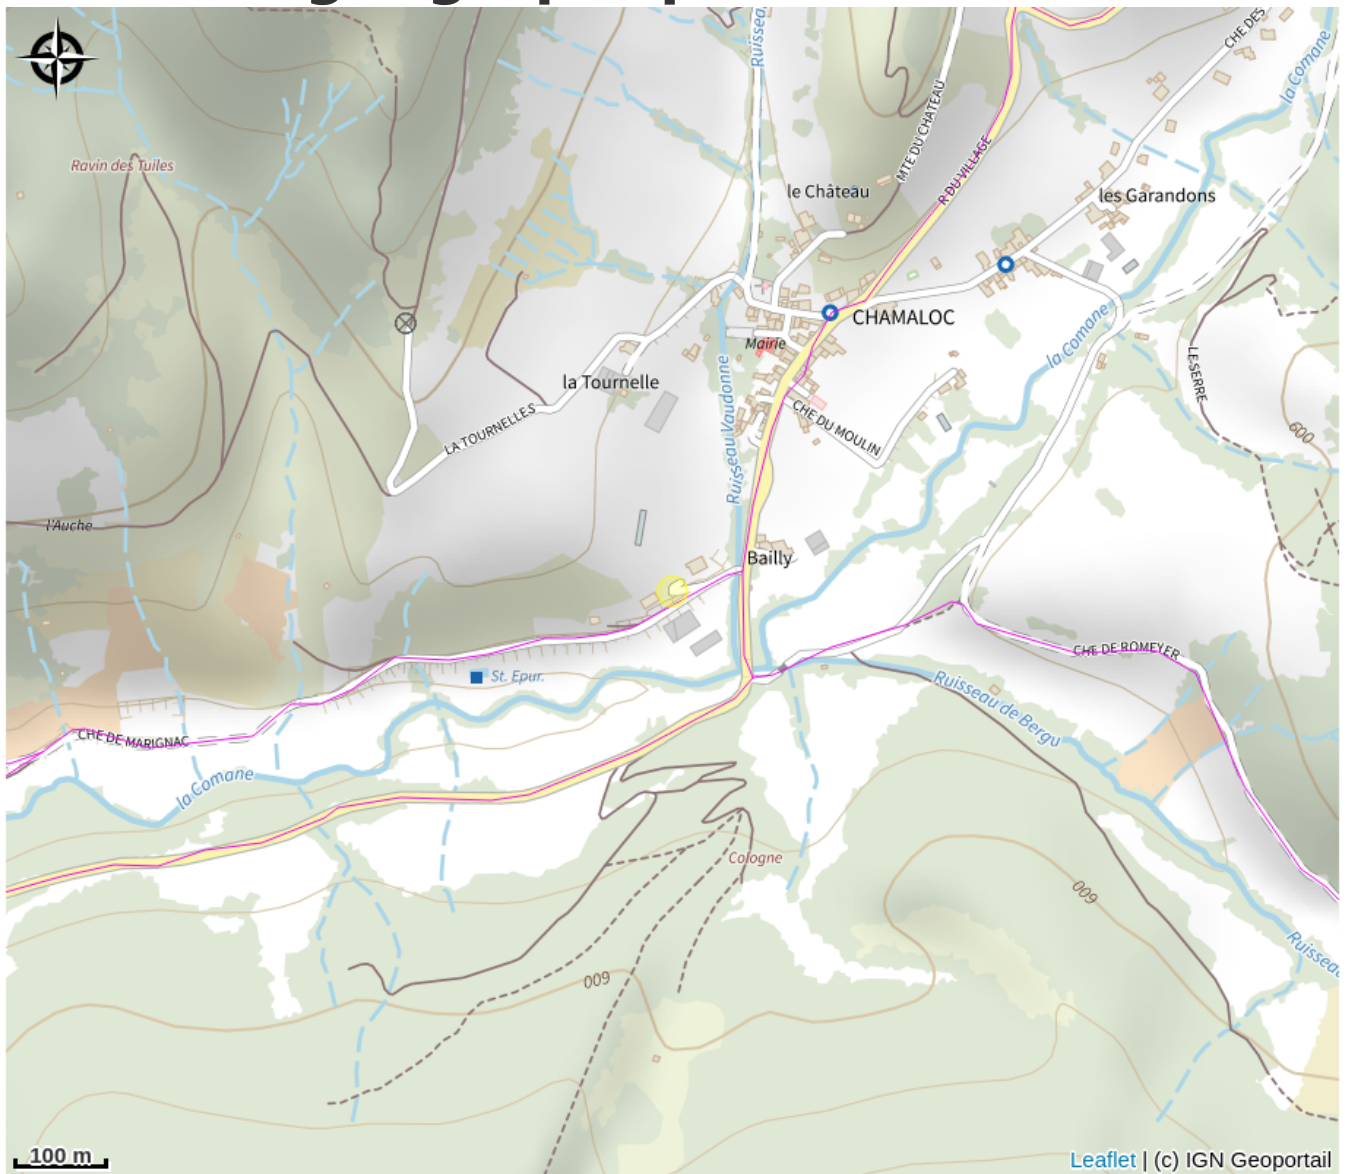 Ruisseau
CHE DES
la Comane
MTE DU CHATEAU
R DU VILLAGE
Ravin des Tuiles
le Château
les Garandons
CHAMALOC
la Comane
Mairie
LE SERRE
la Tournelle
Ruisseau Vaudonne
LA TOURNELLES
CHE DU MOULIN
600
l'Auche
Bailly
CHE DE ROMEYER
St. Epur.
Ruisseau de Bergu
CHE DE MARIGNAC
la Comane
Cologne
600
Ruisseau
600
100 m
Leaflet | (c) IGN Geoportail